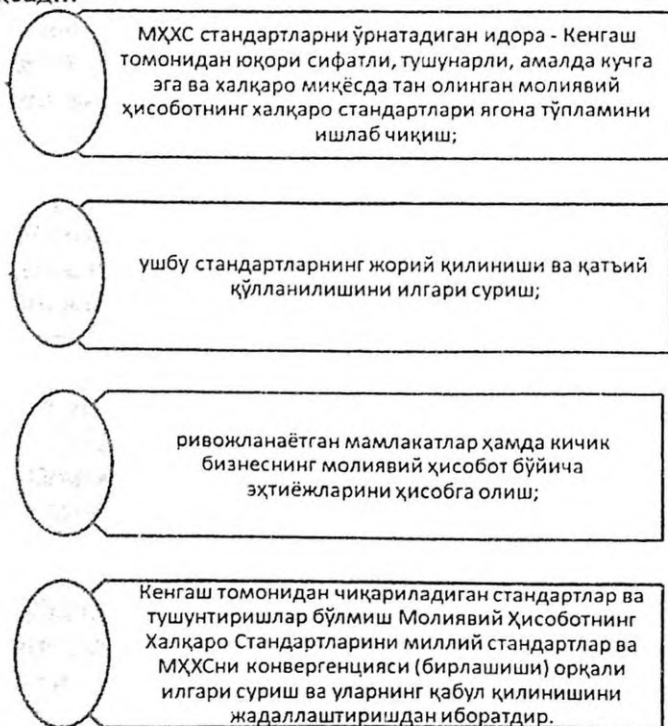 МҲХС стандартларни ўрнатадиган идора - Кенгаш
томонидан юқори сифатли, тушунарли, амалда кучга
эга ва халқаро миқёсда тан олинган молиявий
ҳисоботнинг халқаро стандартлари ягона тўпламини
ишлаб чиқиш;
ушбу стандартларнинг жорий қилиниши ва қатъий
қўлланилишини илгари суриш;
ривожланаётган мамлакатлар ҳамда кичик
бизнеснинг молиявий ҳисобот бўйича
эҳтиёжларини ҳисобга олиш;
Кенгаш томонидан чиқариладиган стандартлар ва
тушунтиришлар бўлмиш Молиявий Ҳисоботнинг
Халқаро Стандартларини миллий стандартлар ва
МҲХСни конвергенцияси (бирлашиши) орқали
илгари суриш ва уларнинг қабул қилинишини
жадаллаштиришдан иборатдир.